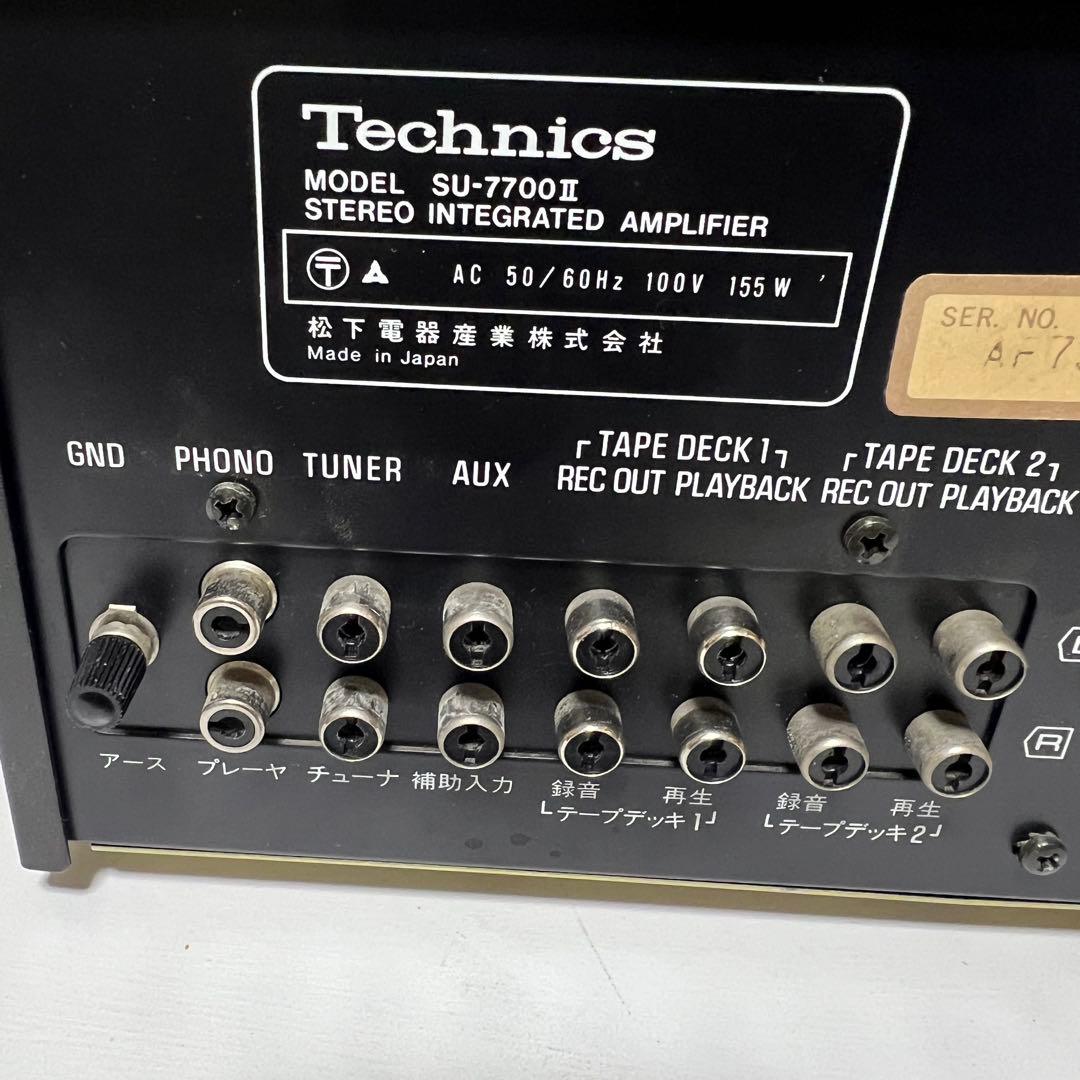 Technics
MODEL SU-7700II
STEREO INTEGRATED AMPLIFIER
AC 50/60Hz 100V 155W
松下電器産業株式会社
Made in Japan
SER. NO.
GND PHONO TUNER AUX TAPE DECK 1 TAPE DECK 2
REC OUT PLAYBACK REC OUT PLAYBACK
R
アース プレーヤ チューナ 補助入力 録音 再生 録音 再生
テープデッキ1 テープデッキ2